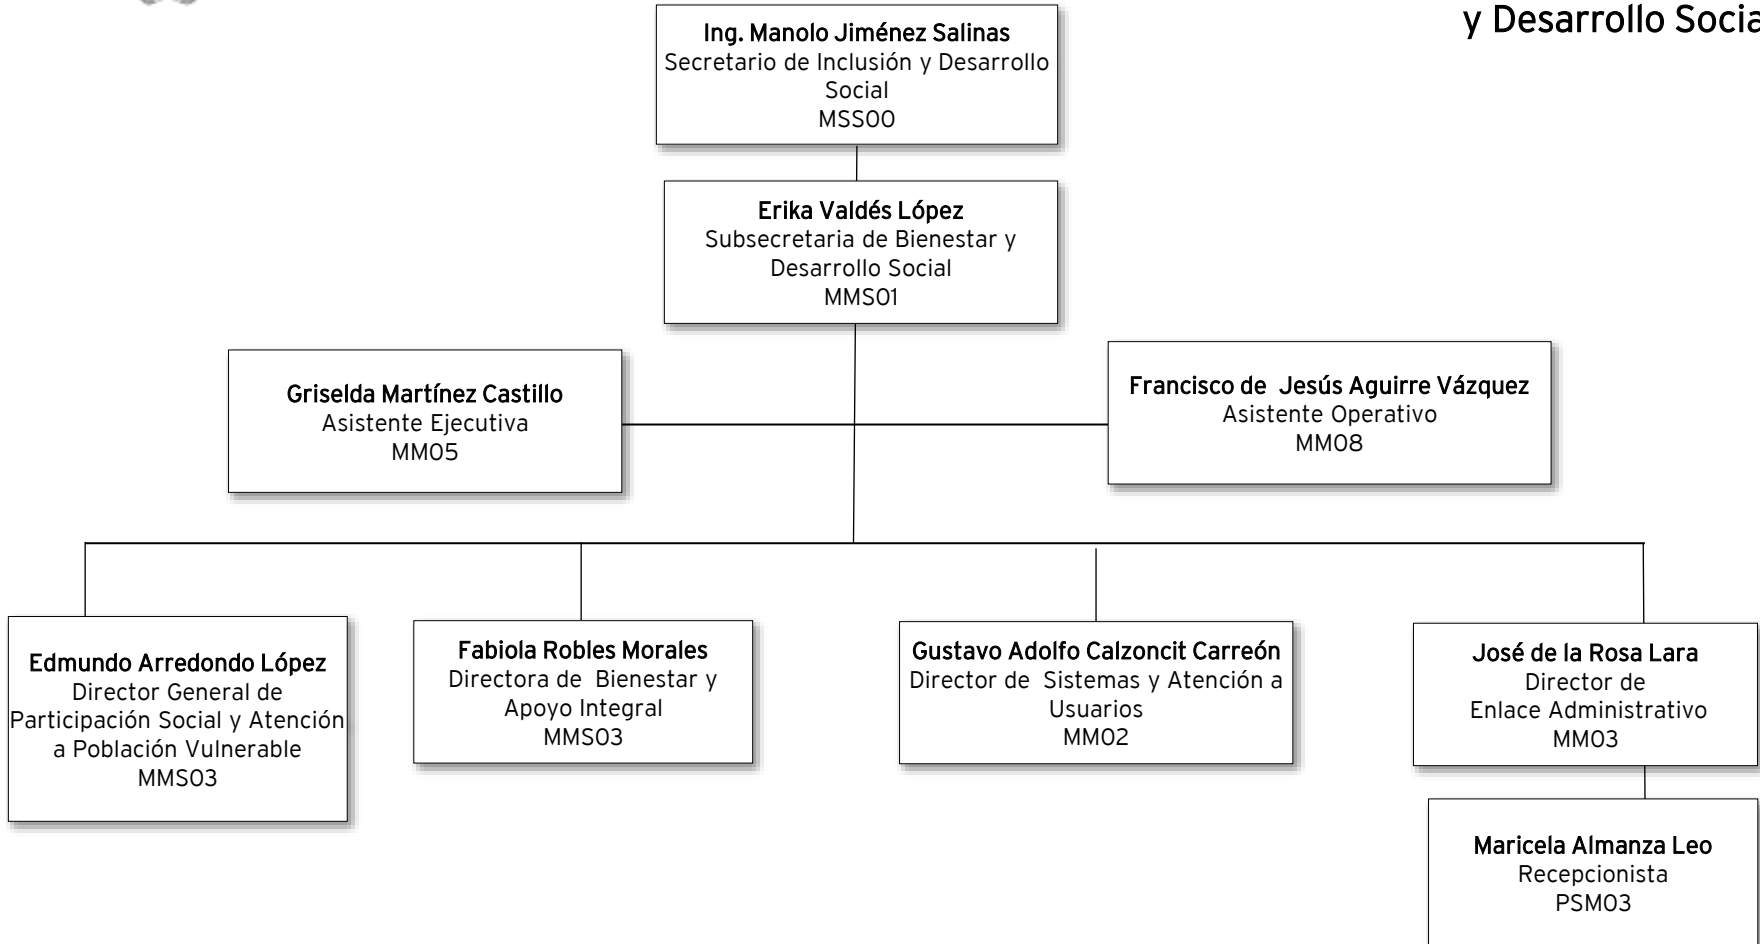 y Desarrollo Socia
Ing. Manolo Jiménez Salinas
Secretario de Inclusión y Desarrollo
Social
MSS00
Erika Valdés López
Subsecretaria de Bienestar y
Desarrollo Social
MMS01
Griselda Martínez Castillo
Asistente Ejecutiva
MM05
Francisco de Jesús Aguirre Vázquez
Asistente Operativo
MM08
Edmundo Arredondo López
Director General de
Participación Social y Atención
a Población Vulnerable
MMS03
Fabiola Robles Morales
Directora de Bienestar y
Apoyo Integral
MMS03
Gustavo Adolfo Calzoncit Carreón
Director de Sistemas y Atención a
Usuarios
MM02
José de la Rosa Lara
Director de
Enlace Administrativo
MM03
Maricela Almanza Leo
Recepcionista
PSM03